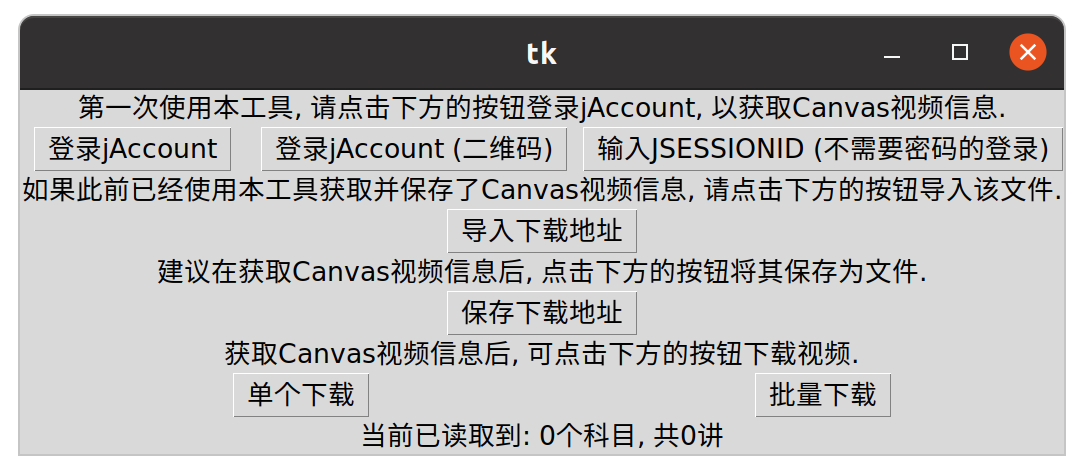 tk
第一次使用本工具, 请点击下方的按钮登录jAccount, 以获取Canvas视频信息.
登录jAccount 登录jAccount (二维码) 输入JSESSIONID (不需要密码的登录)
如果此前已经使用本工具获取并保存了Canvas视频信息, 请点击下方的按钮导入该文件.
导入下载地址
建议在获取Canvas视频信息后, 点击下方的按钮将其保存为文件.
保存下载地址
获取Canvas视频信息后, 可点击下方的按钮下载视频.
单个下载 批量下载
当前已读取到: 0个科目, 共0讲